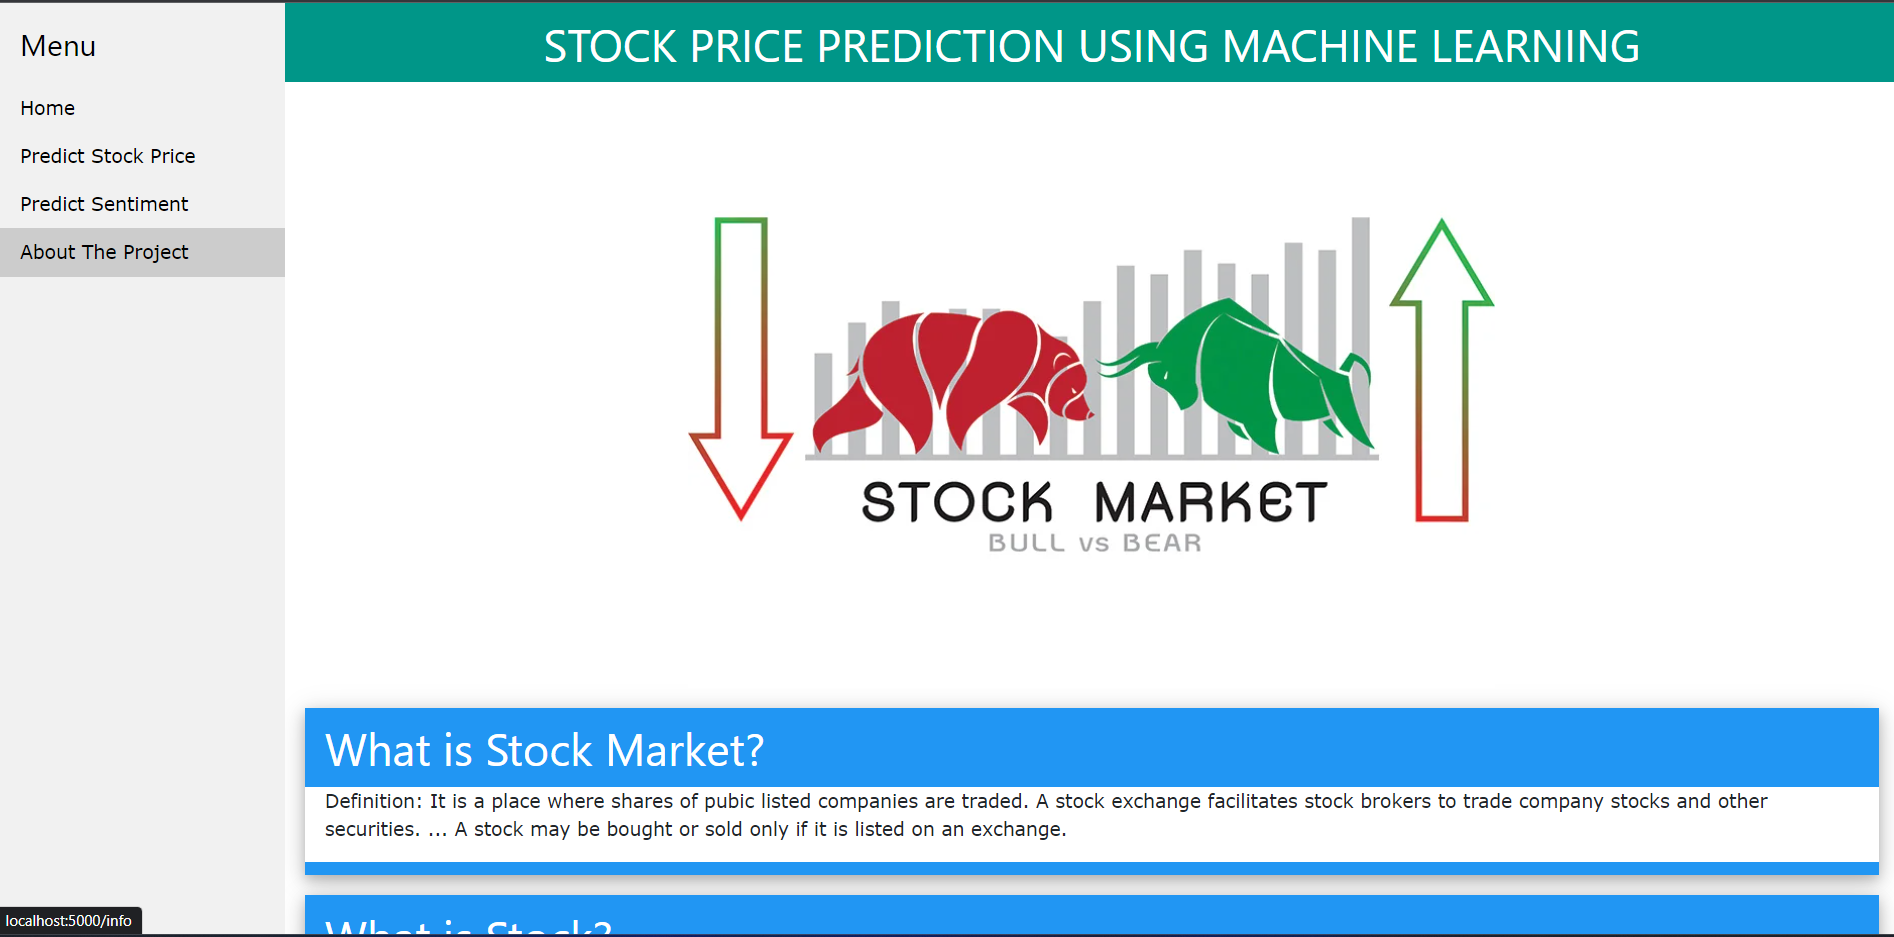 Menu
Home
Predict Stock Price
Predict Sentiment
About The Project
STOCK PRICE PREDICTION USING MACHINE LEARNING
STOCK MARKET
BULL vs BEAR
What is Stock Market?
Definition: It is a place where shares of pubic listed companies are traded. A stock exchange facilitates stock brokers to trade company stocks and other
securities. ... A stock may be bought or sold only if it is listed on an exchange.
What is Stock?
localhost:5000/info